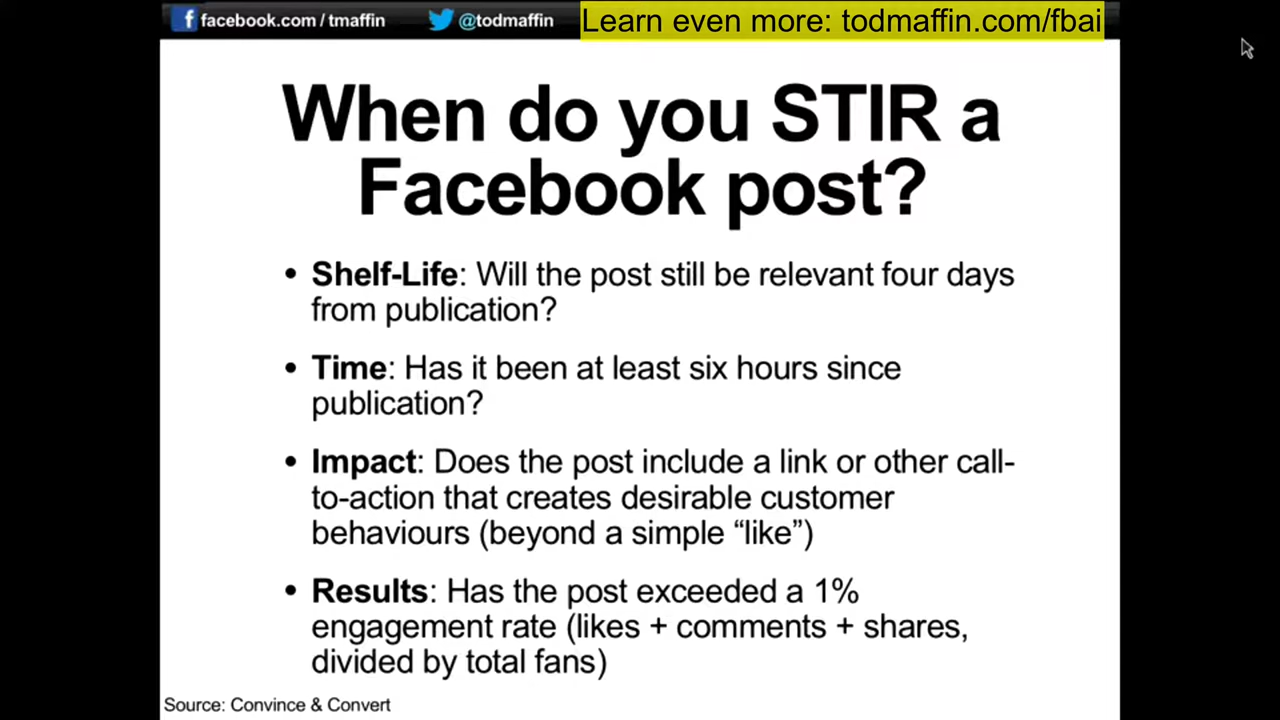 facebook.com / tmaffin @todmaffin Learn even more: todmaffin.com/fbai
When do you STIR a
Facebook post?
• Shelf-Life: Will the post still be relevant four days
from publication?
• Time: Has it been at least six hours since
publication?
• Impact: Does the post include a link or other call-
to-action that creates desirable customer
behaviours (beyond a simple “like”)
• Results: Has the post exceeded a 1%
engagement rate (likes + comments + shares,
divided by total fans)
Source: Convince & Convert